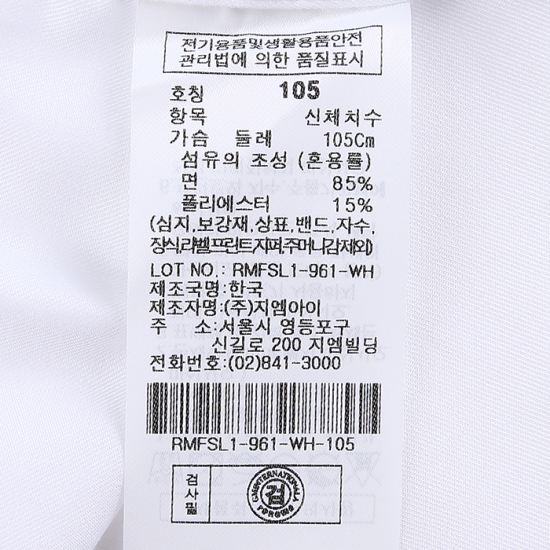 전기용품및생활용품안전
관리법에 의한 품질표시
호칭 105
항목 신체치수
가슴 둘레 105Cm
섬유의 조성 (혼용률)
면 85%
폴리에스터 15%
(심지,보강재,상표,밴드,자수,
장식,라벨,프린트,지퍼,주머니감제외)
LOT NO.: RMFSL1-961-WH
제조국명:한국
제조자명:(주)지엠아이
주 소:서울시 영등포구
신길로 200 지엠빌딩
전화번호:(02)841-3000
RMFSL1-961-WH-105
검사필
검